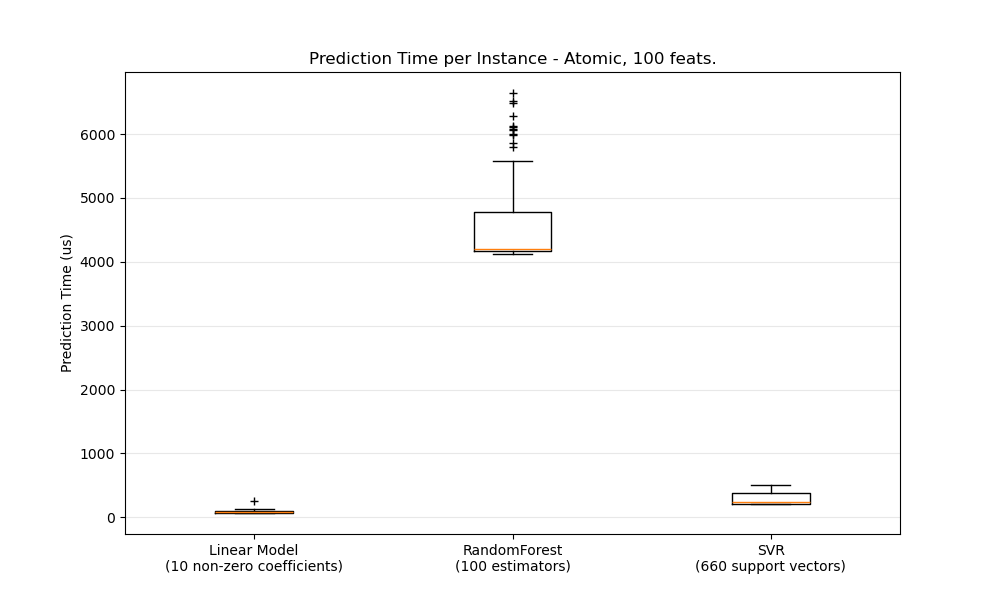 Prediction Time per Instance - Atomic, 100 feats.
Prediction Time (us)
6000
5000
4000
3000
2000
1000
0
Linear Model
(10 non-zero coefficients)
RandomForest
(100 estimators)
SVR
(660 support vectors)